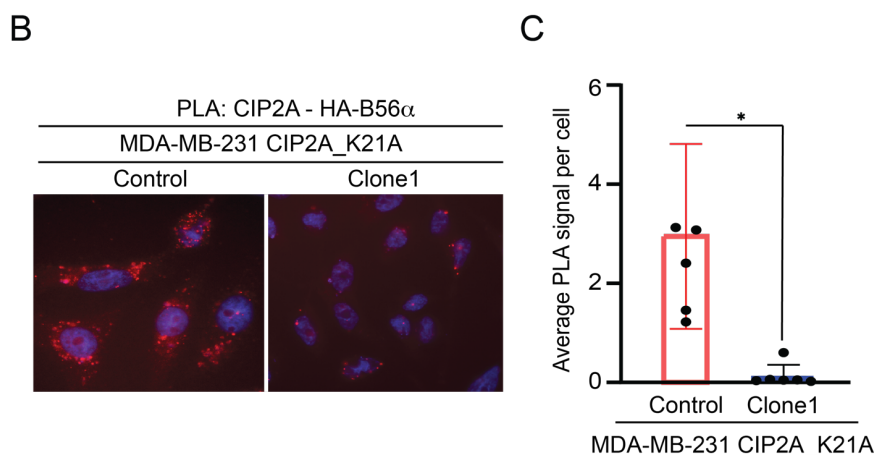 B
PLA: CIP2A - HA-B56α
MDA-MB-231 CIP2A_K21A
Control Clone1
C
Average PLA signal per cell
6
4
2
0
*
Control Clone1
MDA-MB-231 CIP2A K21A